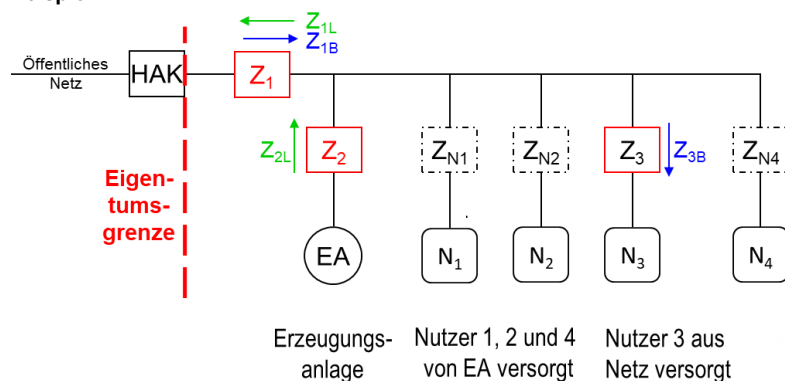 Z1L
Z1B
Öffentliches
Netz
HAK
Z1
Z2L
Z2
ZN1
ZN2
Z3
Z3B
ZN4
Eigen-
tums-
grenze
EA
N1
N2
N3
N4
Erzeugungs-
anlage
Nutzer 1, 2 und 4
von EA versorgt
Nutzer 3 aus
Netz versorgt